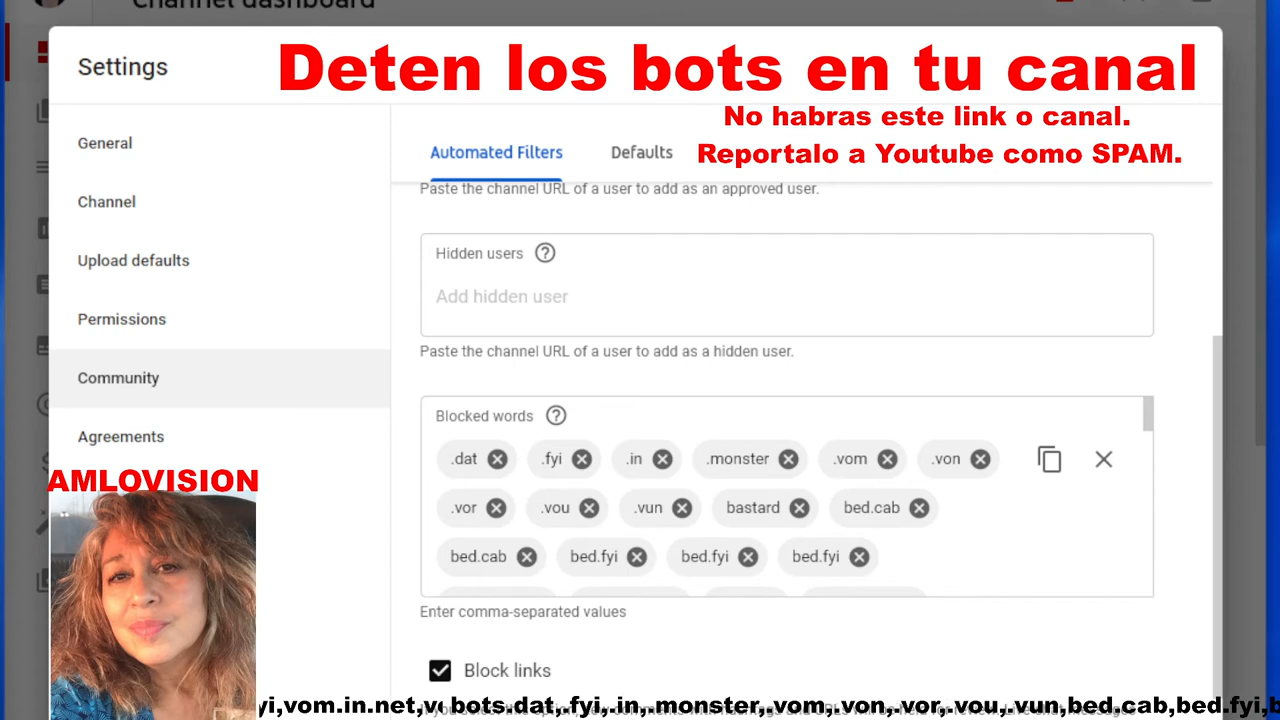 Channel dashboard
Settings
Deten los bots en tu canal
No habras este link o canal.
Reportalo a Youtube como SPAM.
General
Channel
Upload defaults
Permissions
Community
Agreements
Automated Filters
Defaults
Paste the channel URL of a user to add as an approved user.
Hidden users
Add hidden user
Paste the channel URL of a user to add as a hidden user.
Blocked words
.dat .fyi .in .monster .vom .von
.vor .vou .vun bastard bed.cab
bed.cab bed.fyi bed.fyi bed.fyi
Enter comma-separated values
Block links
AMLOVISION
yi,vom.in.net,v bots.dat,.fyi,.in,.monster,.vom,.von,.vor,.vou,.vun,bed.cab,bed.fyi,b